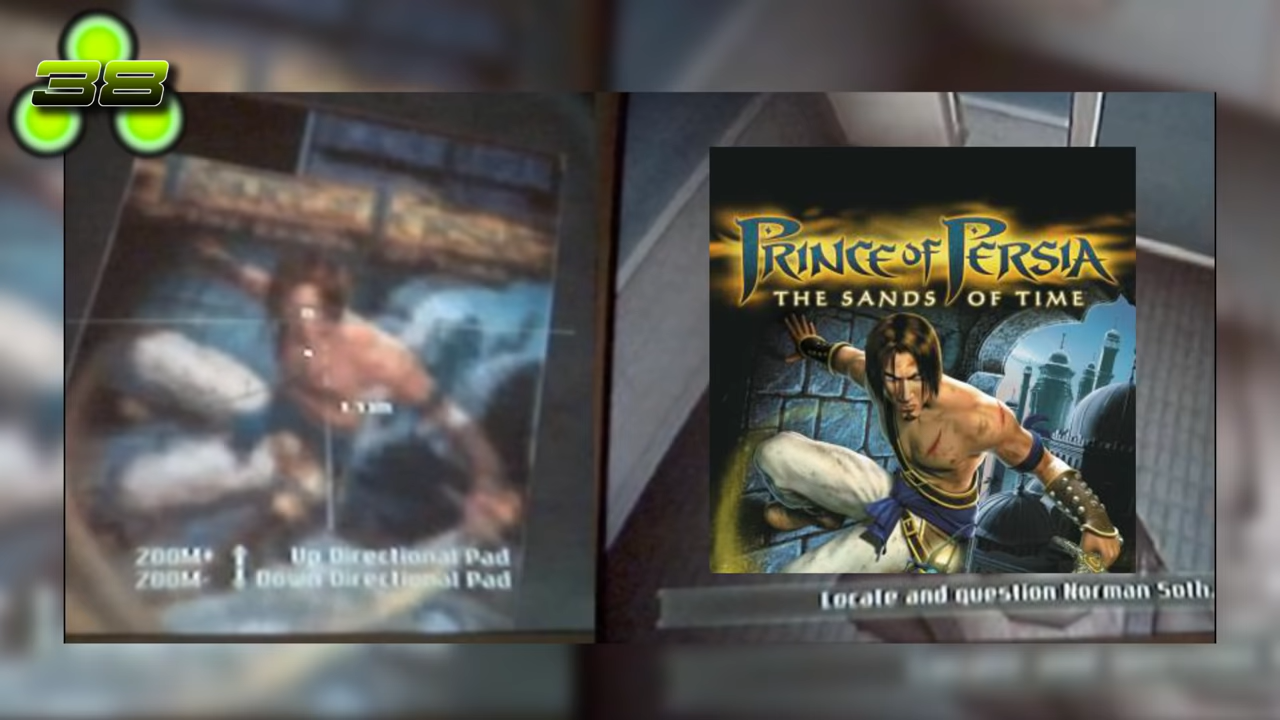 38
PRINCE OF PERSIA
THE SANDS OF TIME
ZOOM+ Up Directional Pad
ZOOM- Down Directional Pad
Locate and question Norman Soth.